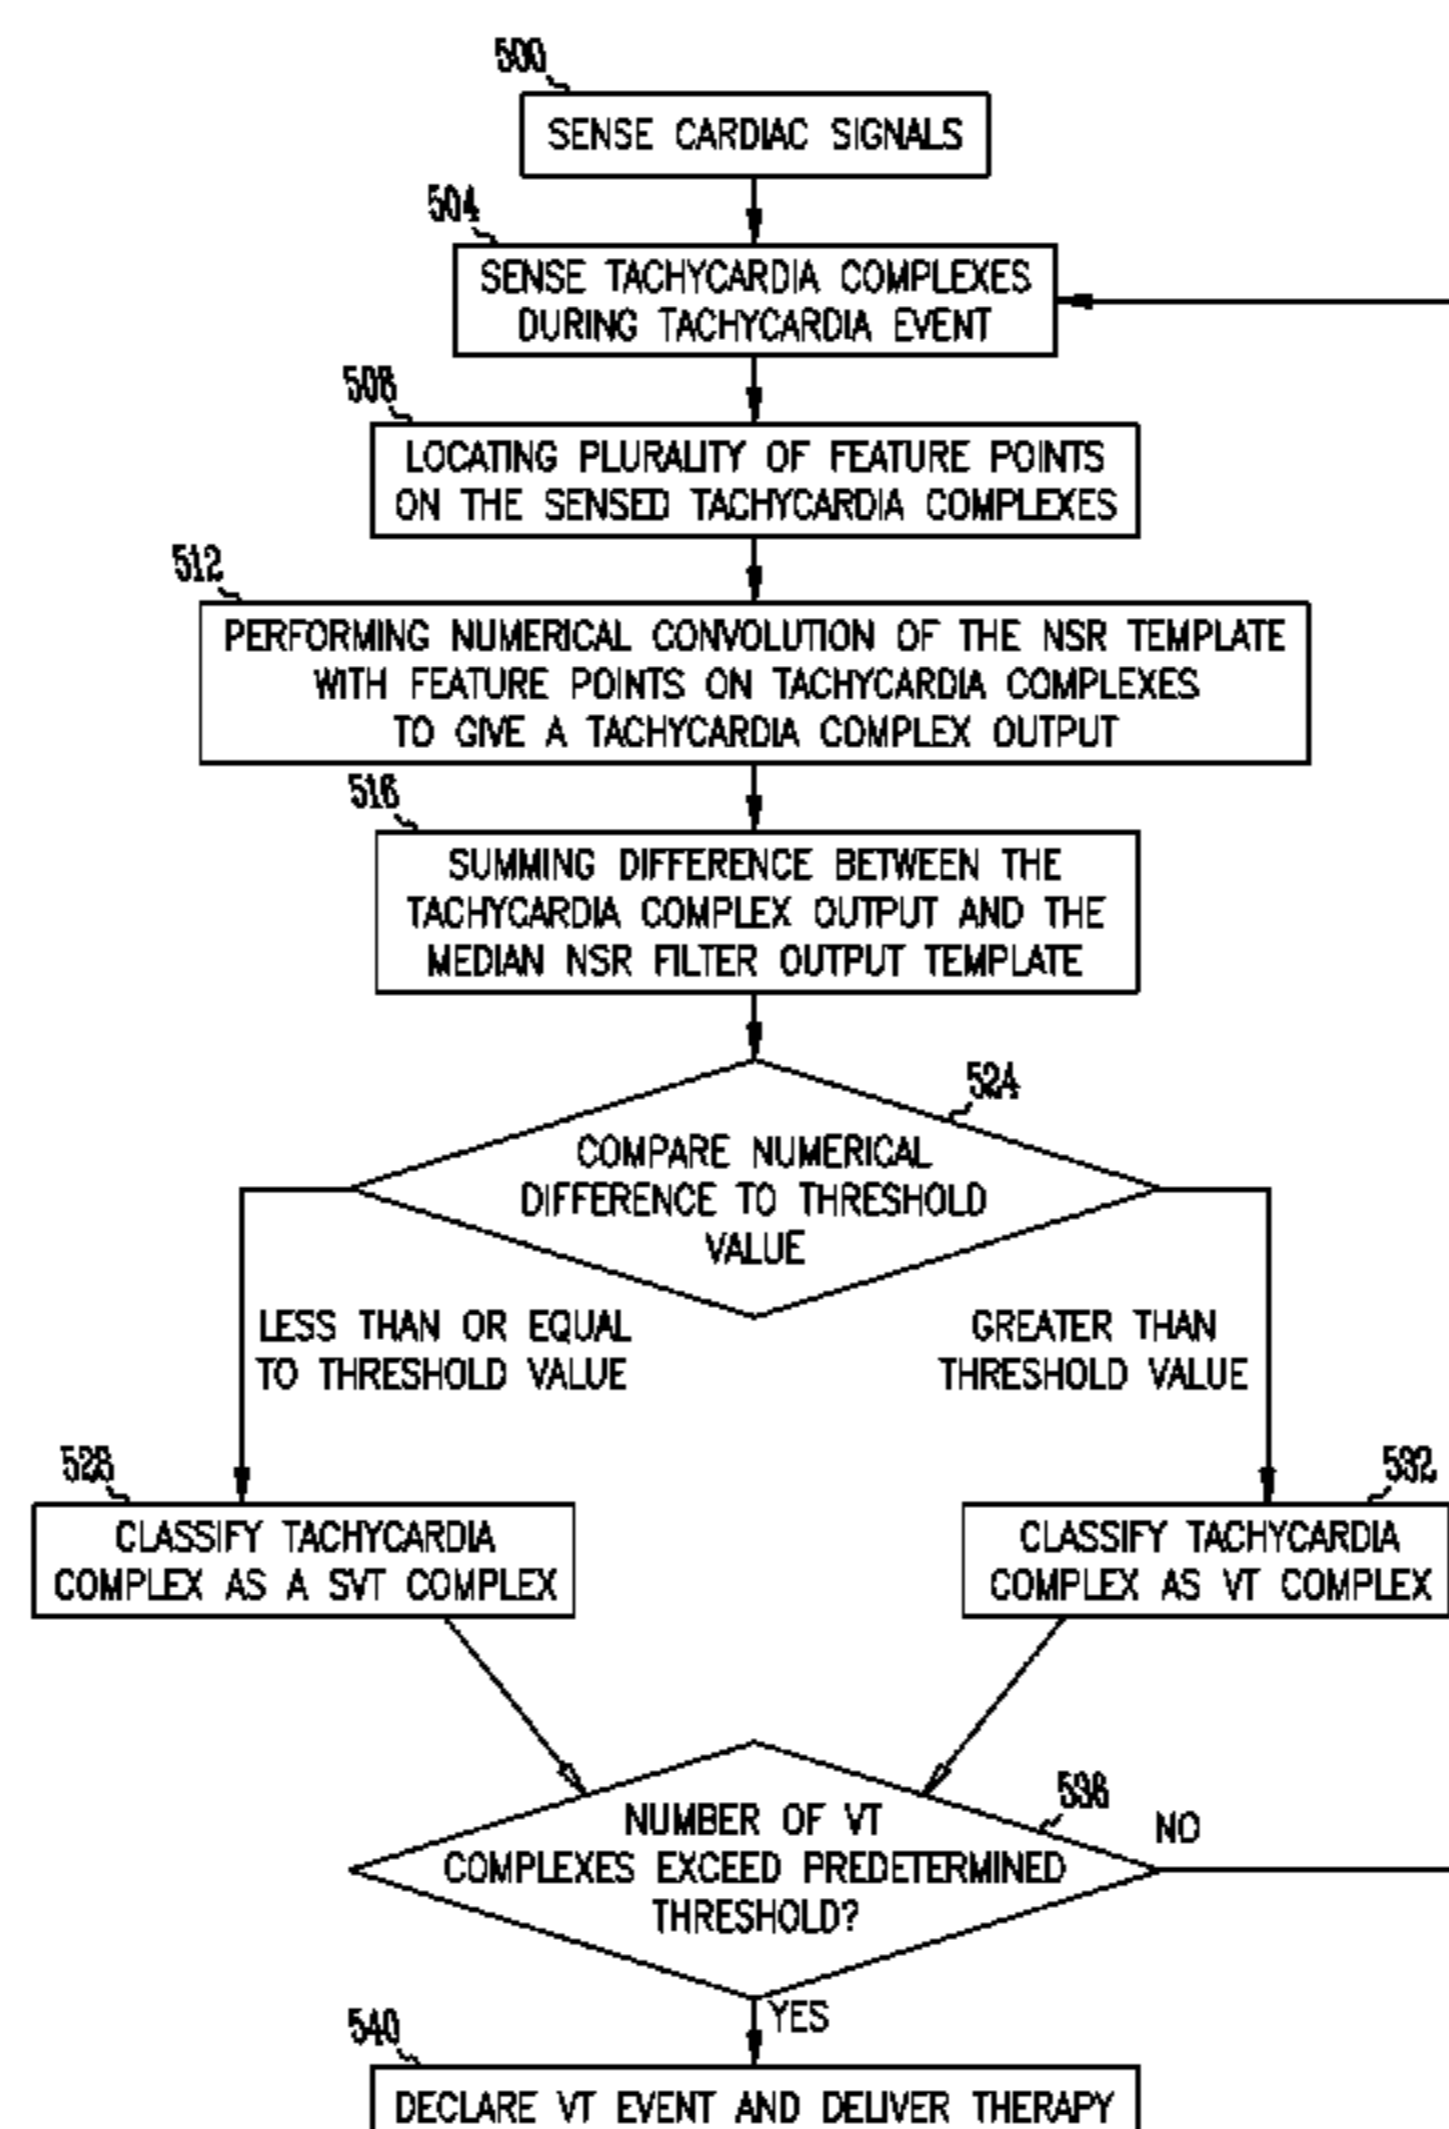 500
SENSE CARDIAC SIGNALS
504
SENSE TACHYCARDIA COMPLEXES
DURING TACHYCARDIA EVENT
508
LOCATING PLURALITY OF FEATURE POINTS
ON THE SENSED TACHYCARDIA COMPLEXES
512
PERFORMING NUMERICAL CONVOLUTION OF THE NSR TEMPLATE
WITH FEATURE POINTS ON TACHYCARDIA COMPLEXES
TO GIVE A TACHYCARDIA COMPLEX OUTPUT
516
SUMMING DIFFERENCE BETWEEN THE
TACHYCARDIA COMPLEX OUTPUT AND THE
MEDIAN NSR FILTER OUTPUT TEMPLATE
524
COMPARE NUMERICAL
DIFFERENCE TO THRESHOLD
VALUE
LESS THAN OR EQUAL
TO THRESHOLD VALUE
GREATER THAN
THRESHOLD VALUE
528
CLASSIFY TACHYCARDIA
COMPLEX AS A SVT COMPLEX
532
CLASSIFY TACHYCARDIA
COMPLEX AS VT COMPLEX
536
NUMBER OF VT
COMPLEXES EXCEED PREDETERMINED
THRESHOLD?
NO
YES
540
DECLARE VT EVENT AND DELIVER THERAPY